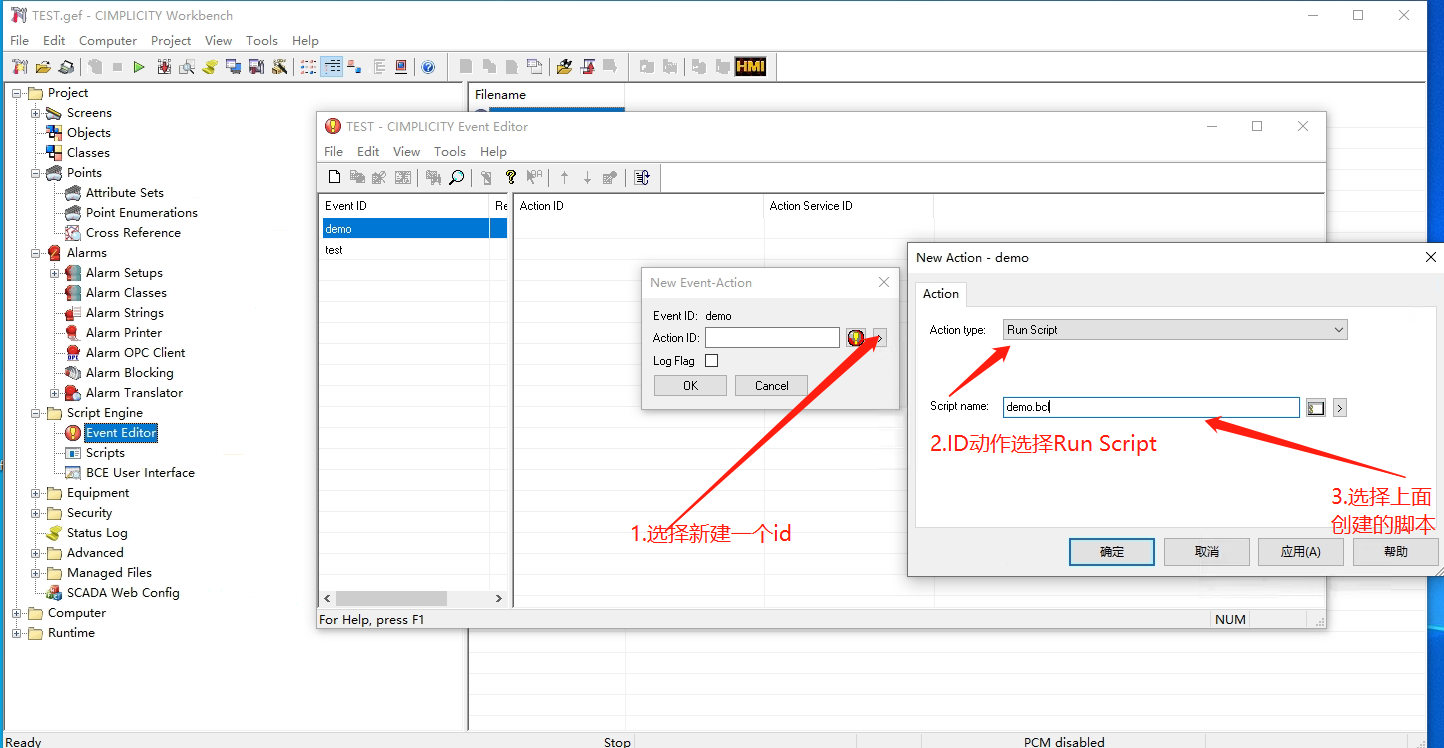 TEST.gef - CIMPLICITY Workbench
File Edit Computer Project View Tools Help
HMI
Project
Screens
Objects
Classes
Points
Attribute Sets
Point Enumerations
Cross Reference
Alarms
Alarm Setups
Alarm Classes
Alarm Strings
Alarm Printer
Alarm OPC Client
Alarm Blocking
Alarm Translator
Script Engine
Event Editor
Scripts
BCE User Interface
Equipment
Security
Status Log
Advanced
Managed Files
SCADA Web Config
Computer
Runtime
Filename
TEST - CIMPLICITY Event Editor
File Edit View Tools Help
Event ID Re Action ID Action Service ID
demo
test
New Event-Action
Event ID: demo
Action ID:
Log Flag
OK Cancel
1.选择新建一个id
New Action - demo
Action
Action type: Run Script
Script name: demo.bcl
2.ID动作选择Run Script
3.选择上面
创建的脚本
确定 取消 应用(A) 帮助
For Help, press F1 NUM
Ready Stop PCM disabled